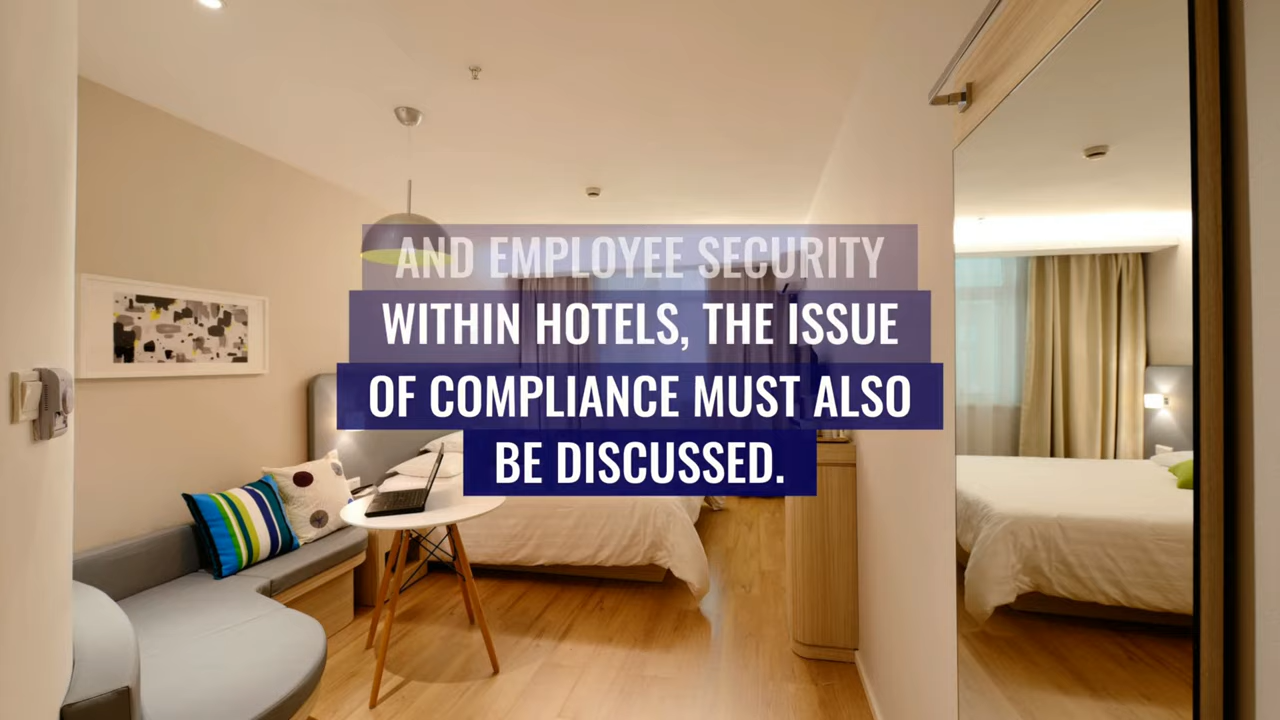 AND EMPLOYEE SECURITY
WITHIN HOTELS, THE ISSUE
OF COMPLIANCE MUST ALSO
BE DISCUSSED.